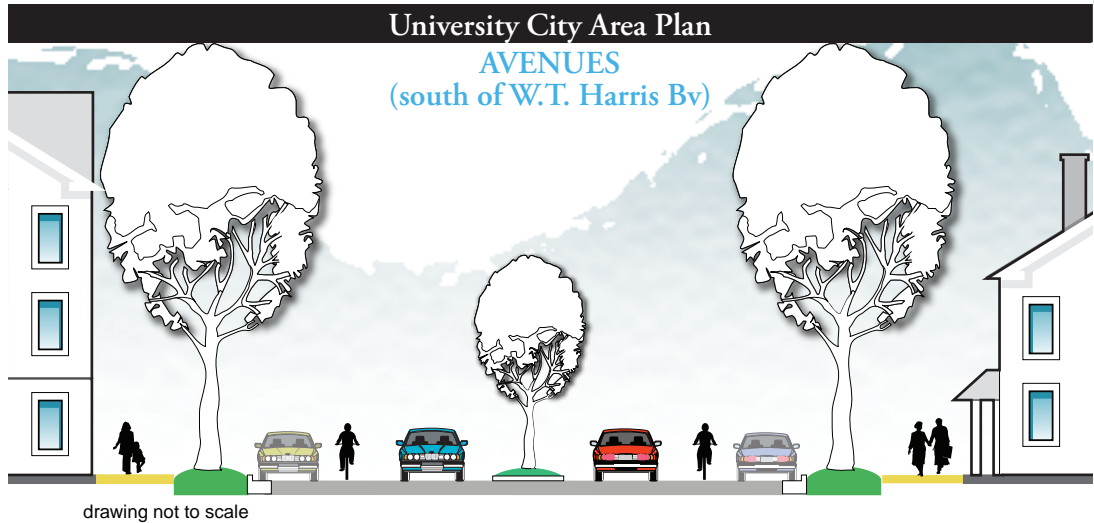 University City Area Plan
AVENUES
(south of W.T. Harris Bv)
drawing not to scale